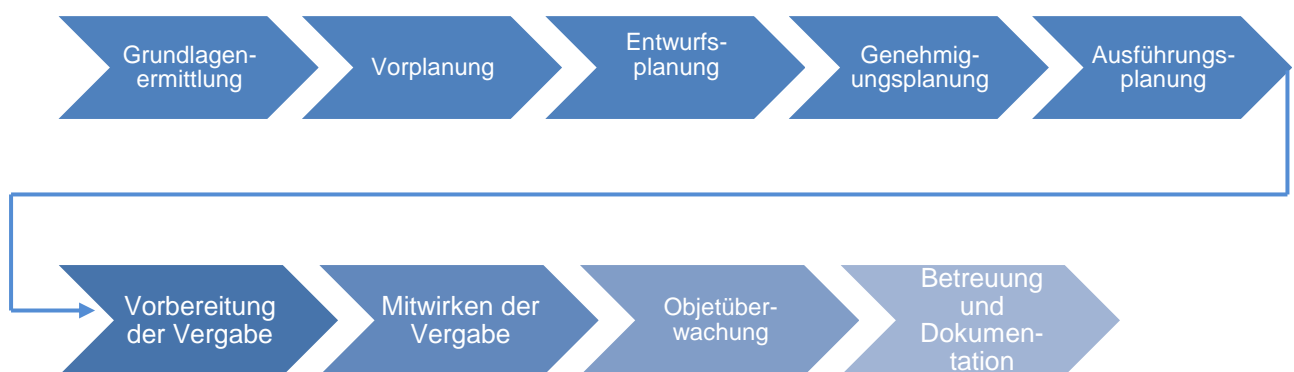 Grundlagen-
ermittlung
Vorplanung
Entwurfs-
planung
Genehmig-
ungsplanung
Ausführungs-
planung
Vorbereitung
der Vergabe
Mitwirken der
Vergabe
Objetüber-
wachung
Betreuung
und
Dokumen-
tation